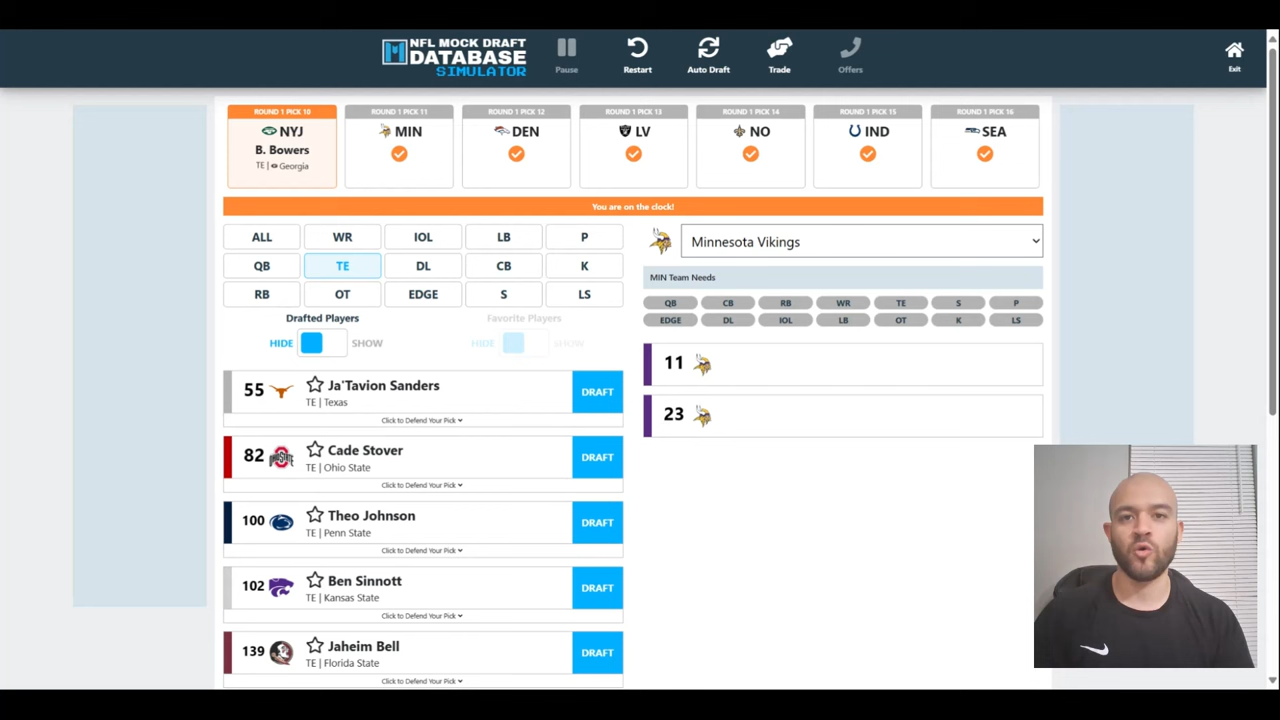 NFL MOCK DRAFT
DATABASE
SIMULATOR
Pause
Restart
Auto Draft
Trade
Offers
Exit
ROUND 1 PICK 10
NYJ
B. Bowers
TE | Georgia
ROUND 1 PICK 11
MIN
ROUND 1 PICK 12
DEN
ROUND 1 PICK 13
LV
ROUND 1 PICK 14
NO
ROUND 1 PICK 15
IND
ROUND 1 PICK 16
SEA
You are on the clock!
ALL WR IOL LB P
QB TE DL CB K
RB OT EDGE S LS
Drafted Players
HIDE SHOW
Favorite Players
HIDE SHOW
55 Ja'Tavion Sanders
TE | Texas
DRAFT
Click to Defend Your Pick
82 Cade Stover
TE | Ohio State
DRAFT
Click to Defend Your Pick
100 Theo Johnson
TE | Penn State
DRAFT
Click to Defend Your Pick
102 Ben Sinnott
TE | Kansas State
DRAFT
Click to Defend Your Pick
139 Jaheim Bell
TE | Florida State
DRAFT
Click to Defend Your Pick
Minnesota Vikings
MIN Team Needs
QB CB RB WR TE S P
EDGE DL IOL LB OT K LS
11
23